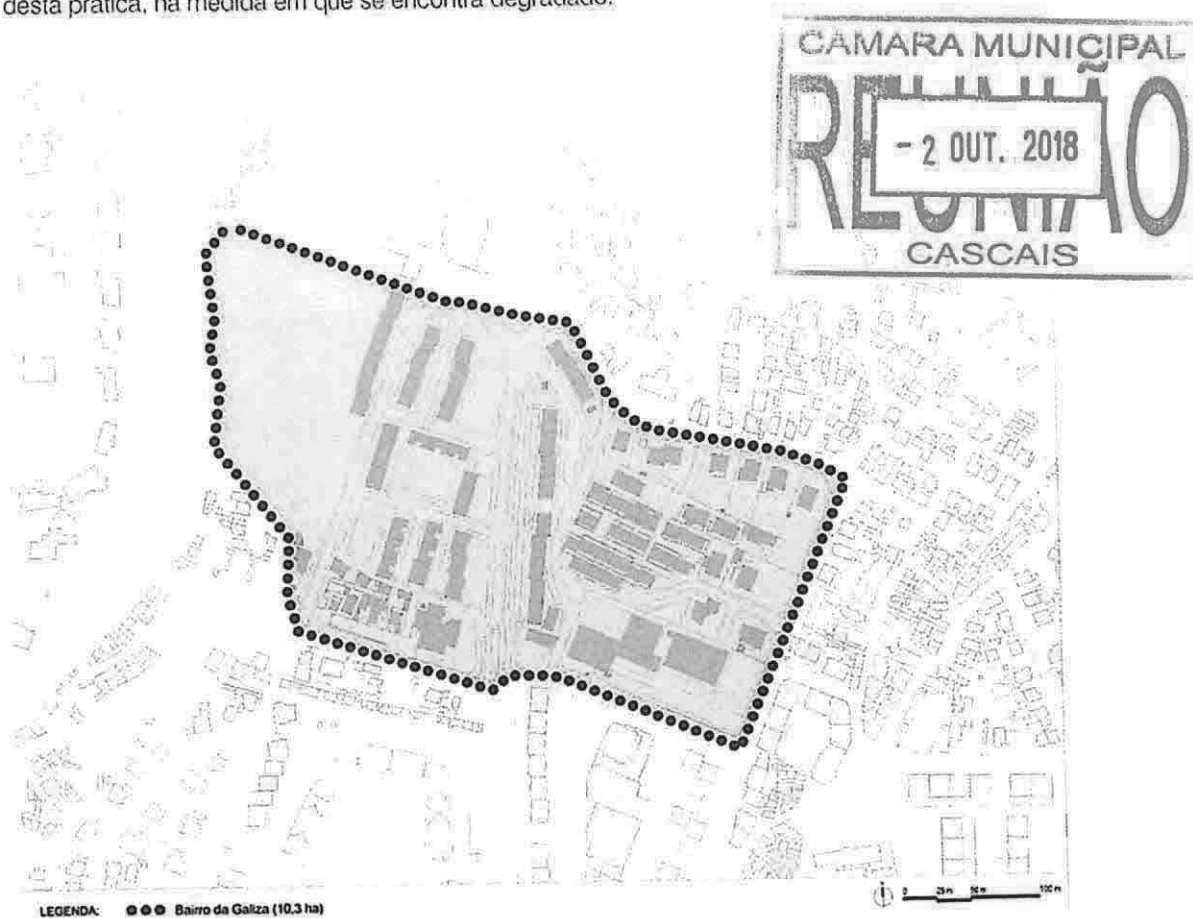 desta prática, na medida em que se encontra degradado.
CÂMARA MUNICIPAL
REUNIÃO
- 2 OUT. 2018
CASCAIS
LEGENDA: Bairro da Galiza (10,3 ha)
0 25 m 50 m 100 m